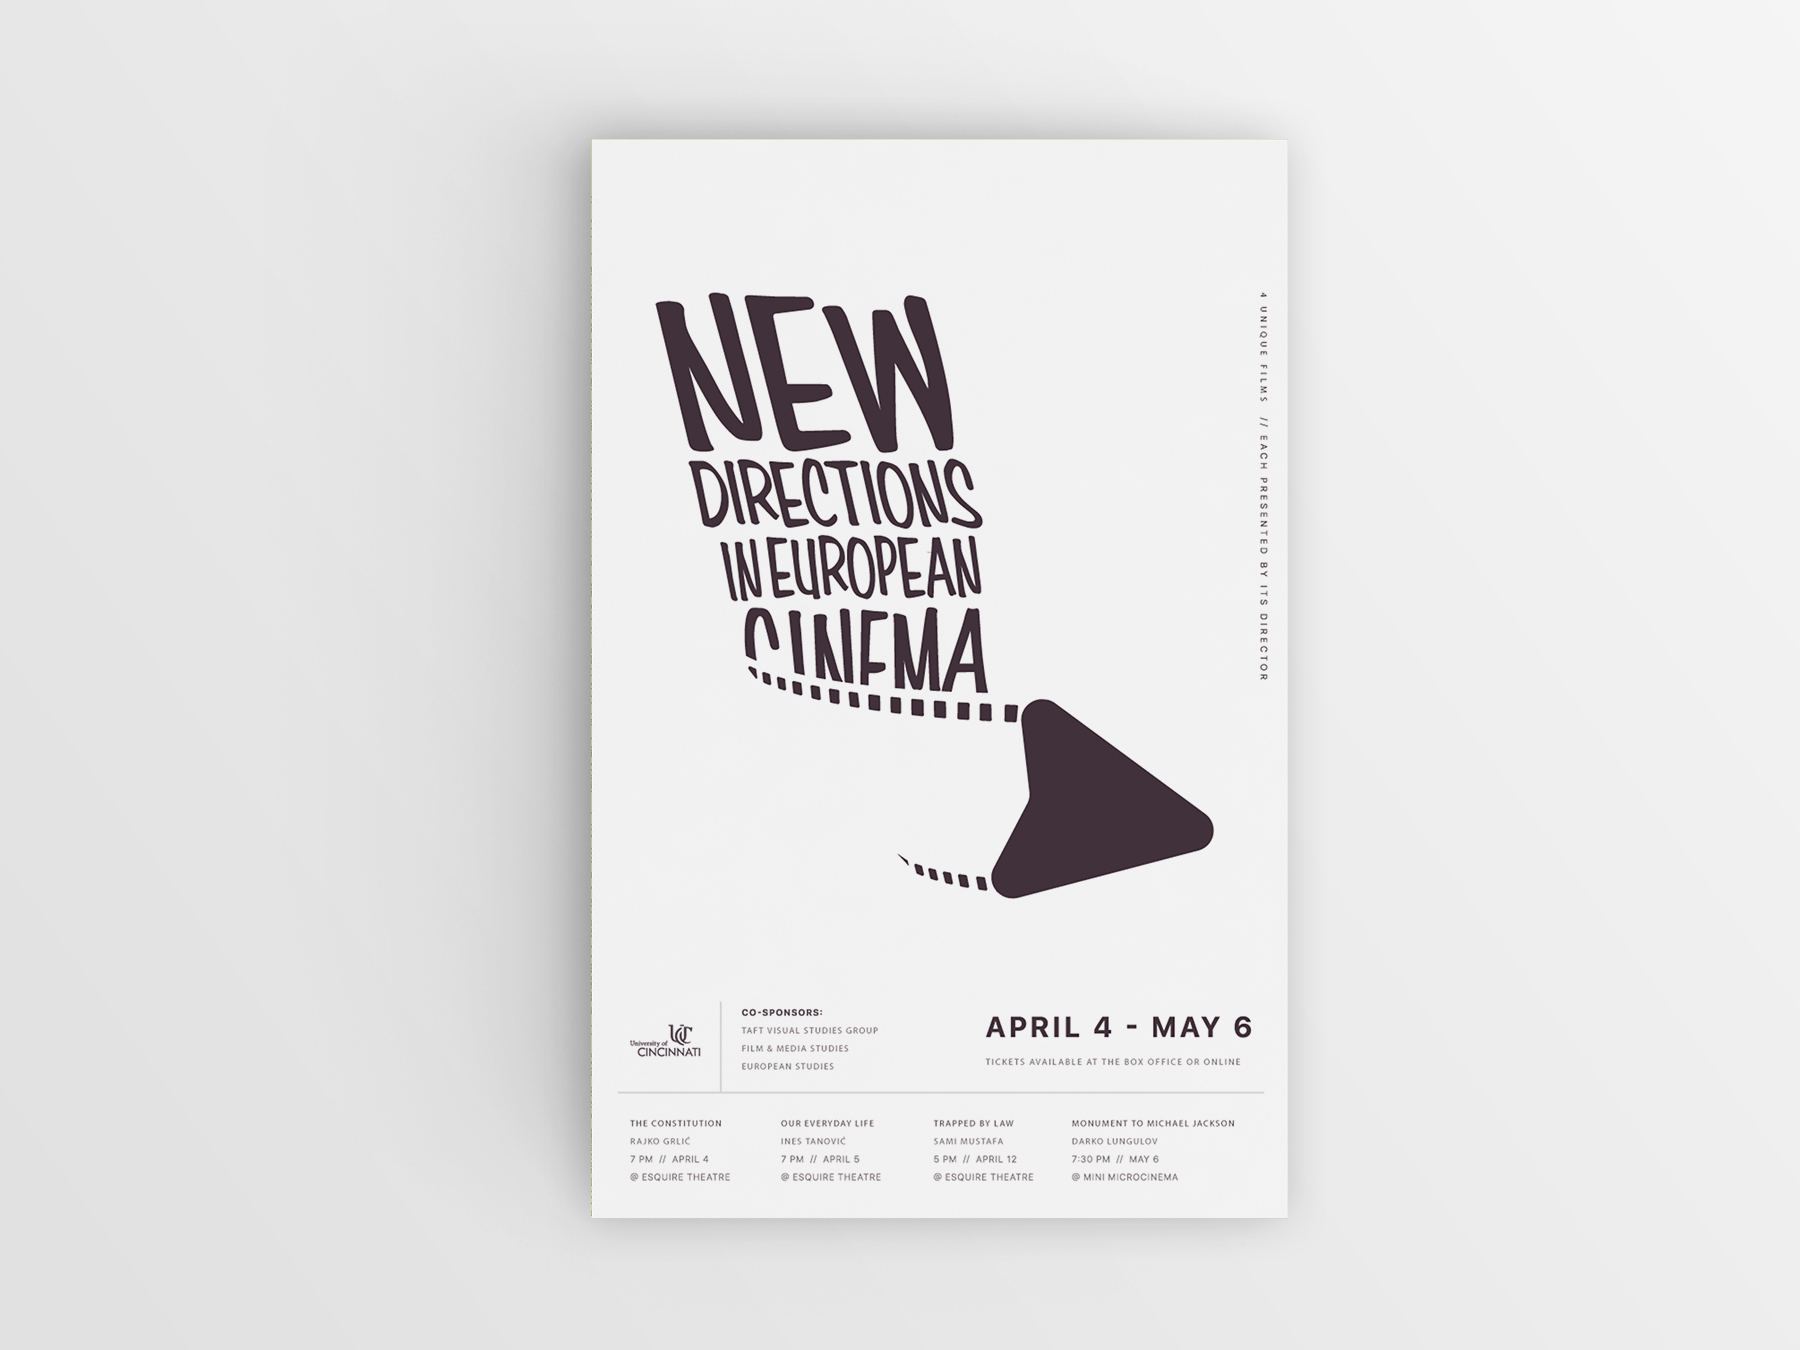 NEW
DIRECTIONS
IN EUROPEAN
CINEMA
4 UNIQUE FILMS // EACH PRESENTED BY ITS DIRECTOR
University of
CINCINNATI
UC
CO-SPONSORS:
TAFT VISUAL STUDIES GROUP
FILM & MEDIA STUDIES
EUROPEAN STUDIES
APRIL 4 - MAY 6
TICKETS AVAILABLE AT THE BOX OFFICE OR ONLINE
THE CONSTITUTION
RAJKO GRLIĆ
7 PM // APRIL 4
@ ESQUIRE THEATRE
OUR EVERYDAY LIFE
INES TANOVIĆ
7 PM // APRIL 5
@ ESQUIRE THEATRE
TRAPPED BY LAW
SAMI MUSTAFA
5 PM // APRIL 12
@ ESQUIRE THEATRE
MONUMENT TO MICHAEL JACKSON
DARKO LUNGULOV
7:30 PM // MAY 6
@ MINI MICROCINEMA